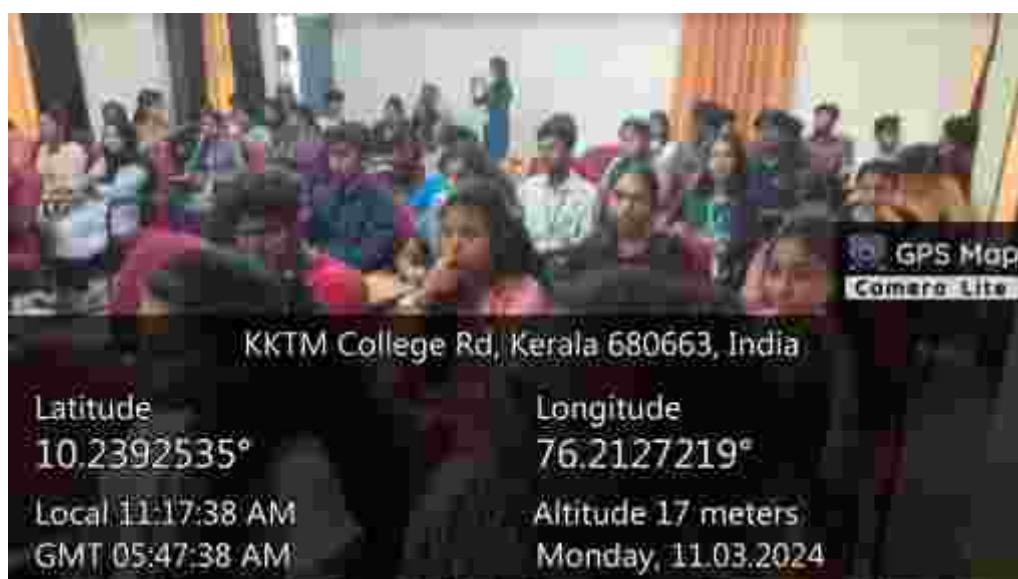 GPS Map
Camera Lite
KKTM College Rd, Kerala 680663, India
Latitude
10.2392535°
Longitude
76.2127219°
Local 11:17:38 AM
GMT 05:47:38 AM
Altitude 17 meters
Monday, 11.03.2024